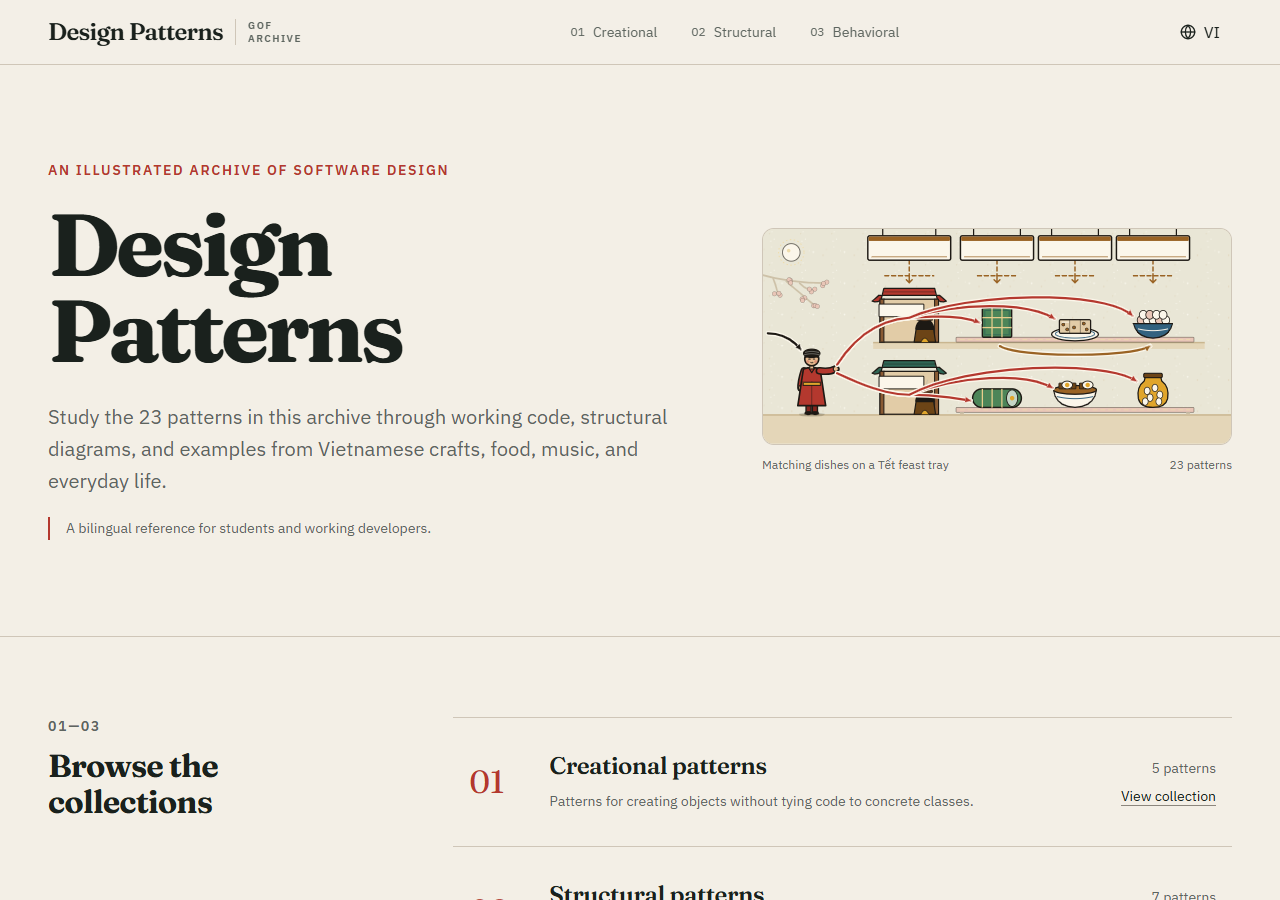 Design Patterns
GOF
ARCHIVE
01 Creational
02 Structural
03 Behavioral
VI
AN ILLUSTRATED ARCHIVE OF SOFTWARE DESIGN
Design
Patterns
Study the 23 patterns in this archive through working code, structural
diagrams, and examples from Vietnamese crafts, food, music, and
everyday life.
A bilingual reference for students and working developers.
Matching dishes on a Tết feast tray
23 patterns
01—03
Browse the
collections
01
Creational patterns
Patterns for creating objects without tying code to concrete classes.
5 patterns
View collection
Structural patterns
7 patterns